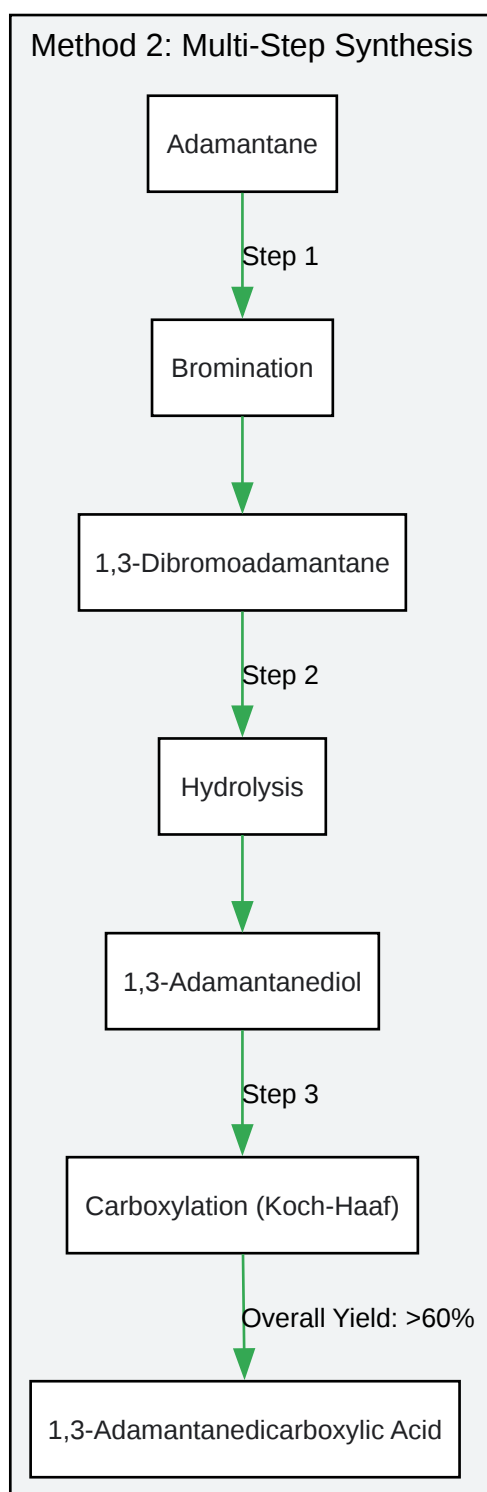 Method 2: Multi-Step Synthesis
Adamantane
Step 1
Bromination
1,3-Dibromoadamantane
Step 2
Hydrolysis
1,3-Adamantanediol
Step 3
Carboxylation (Koch-Haaf)
Overall Yield: >60%
1,3-Adamantanedicarboxylic Acid